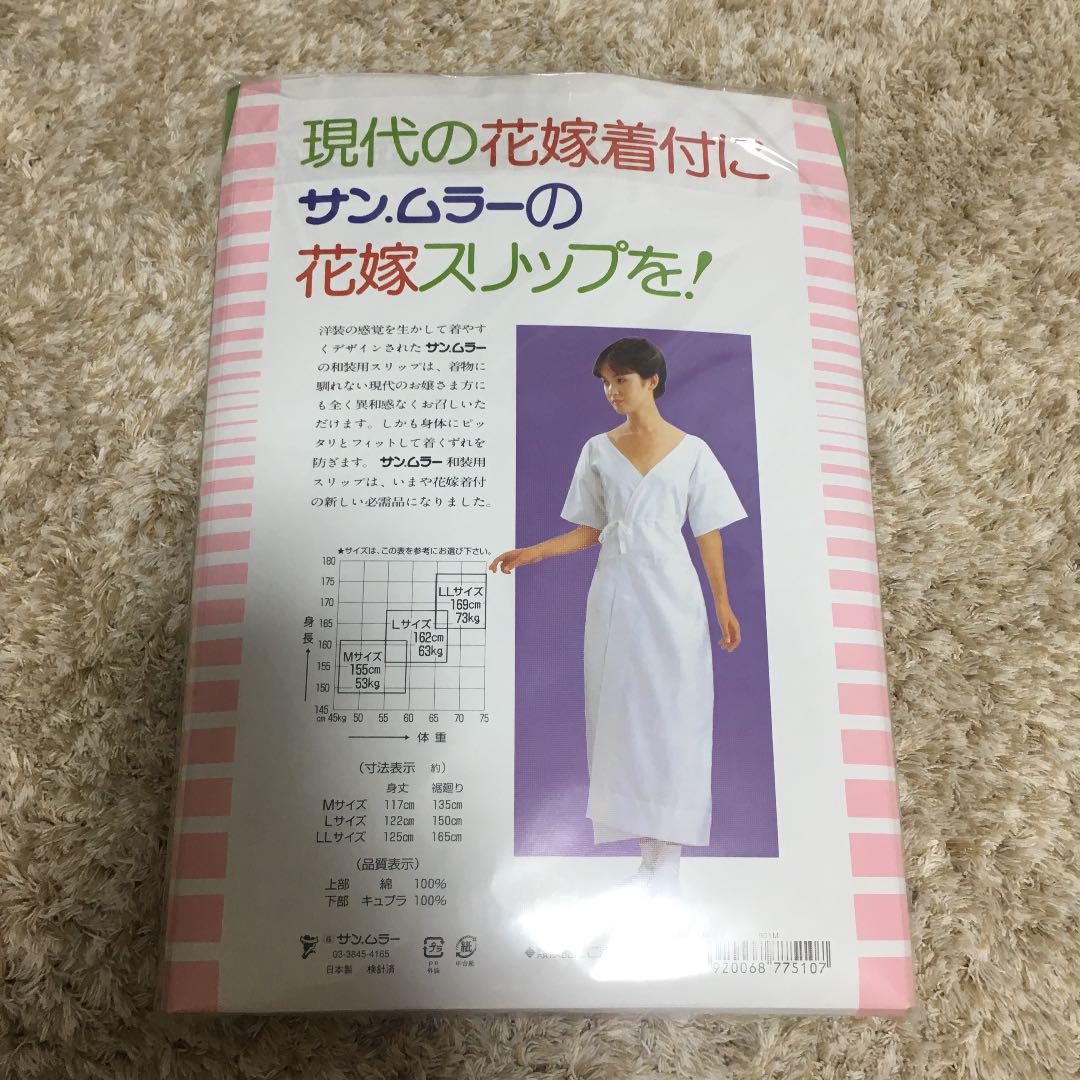 現代の花嫁着付に
サン.ムラーの
花嫁スリップを!
洋装の感覚を生かして着やす
くデザインされた サン.ムラー
の和装用スリップは、着物に
馴れない現代のお嬢さま方に
も全く異和感なくお召しいた
だけます。しかも身体にピッ
タリとフィットして着くずれを
防ぎます。 サン.ムラー 和装用
スリップは、いまや花嫁着付
の新しい必需品になりました。
★サイズは、この表を参考にお選び下さい。
180
175
170
165
160
155
150
145
cm
身長
LLサイズ
169cm
73kg
Lサイズ
162cm
63kg
Mサイズ
155cm
53kg
45kg 50 55 60 65 70 75
体重
(寸法表示 約)
身丈 裾廻り
Mサイズ 117cm 135cm
Lサイズ 122cm 150cm
LLサイズ 125cm 165cm
(品質表示)
上部 綿 100%
下部 キュプラ 100%
サン.ムラー
03-3845-4165
日本製 検針済
プラ
PP
外袋
紙
中台紙
901M
920068 775107